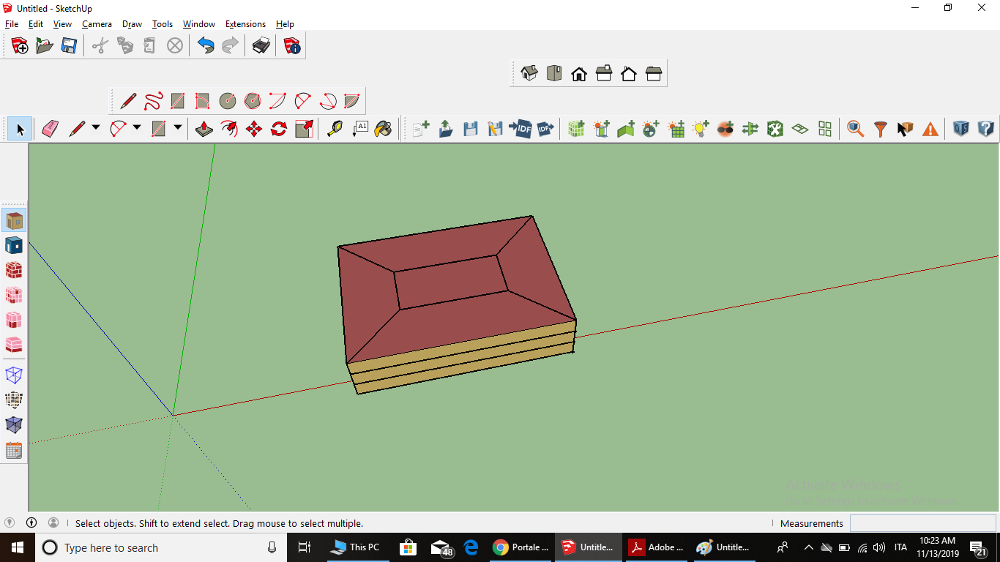 Untitled - SketchUp
File Edit View Camera Draw Tools Window Extensions Help
A1
IDF IDF
D S
Activate Windows
Select objects. Shift to extend select. Drag mouse to select multiple.
Measurements
Type here to search
This PC
48
Portale ...
Untitle...
Adobe ...
Untitle...
ITA
10:23 AM
11/13/2019
21